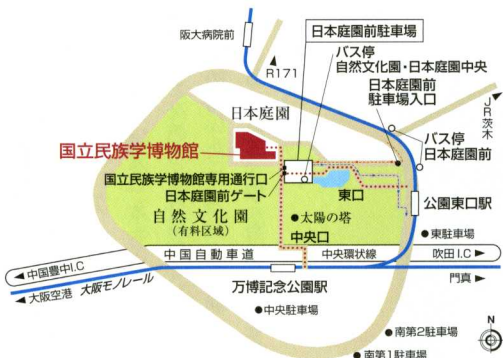 阪大病院前
日本庭園前駐車場
バス停
自然文化園・日本庭園中央
R171
日本庭園前
駐車場入口
JR茨木
日本庭園
バス停
日本庭園前
国立民族学博物館
国立民族学博物館専用通行口
日本庭園前ゲート
東口
公園東口駅
自然文化園
(有料区域)
太陽の塔
中央口
東駐車場
中国自動車道
中央環状線
吹田I.C
中国豊中I.C
大阪空港
大阪モノレール
万博記念公園駅
門真
中央駐車場
N
南第2駐車場
南第1駐車場